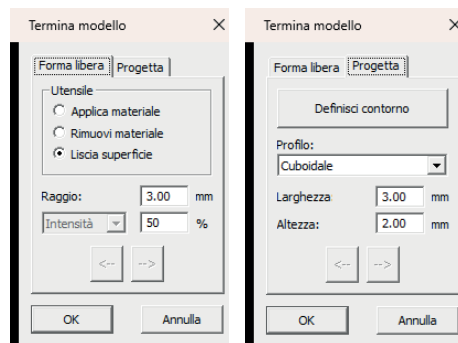 Termina modello
Forma libera
Progetta
Utensile
Applica materiale
Rimuovi materiale
Liscia superficie
Raggio:
3.00
mm
Intensità
50
%
<--
-->
OK
Annulla
Termina modello
Forma libera
Progetta
Definisci contorno
Profilo:
Cuboidale
Larghezza
3.00
mm
Altezza:
2.00
mm
<--
-->
OK
Annulla